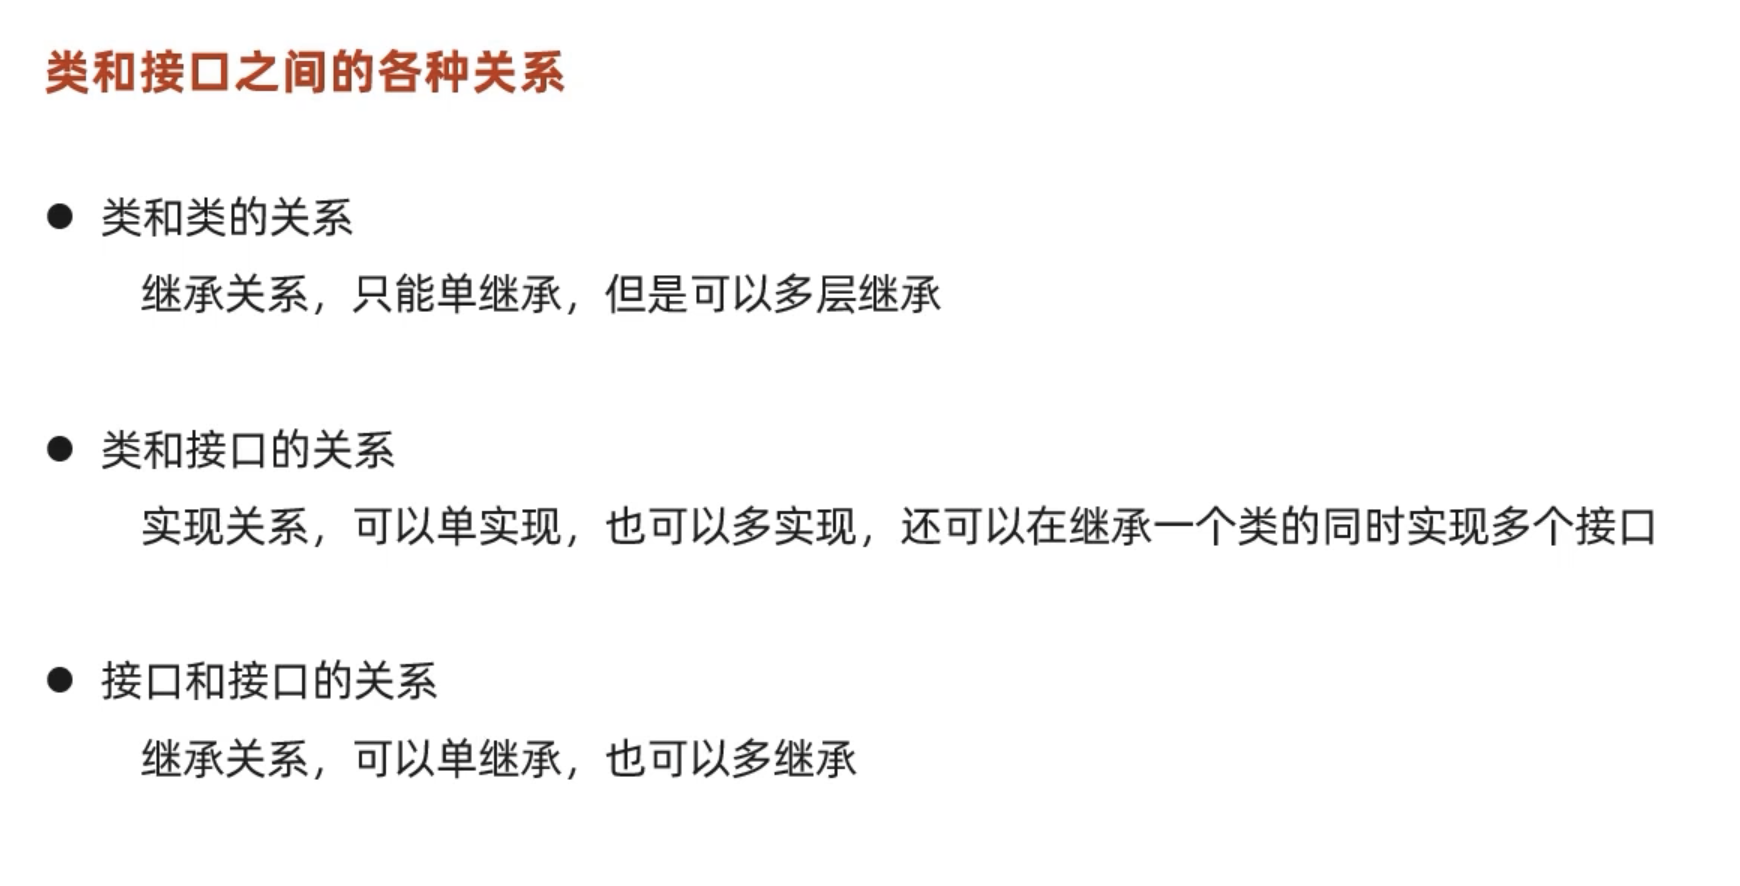 类和接口之间的各种关系
● 类和类的关系
继承关系，只能单继承，但是可以多层继承
● 类和接口的关系
实现关系，可以单实现，也可以多实现，还可以在继承一个类的同时实现多个接口
● 接口和接口的关系
继承关系，可以单继承，也可以多继承